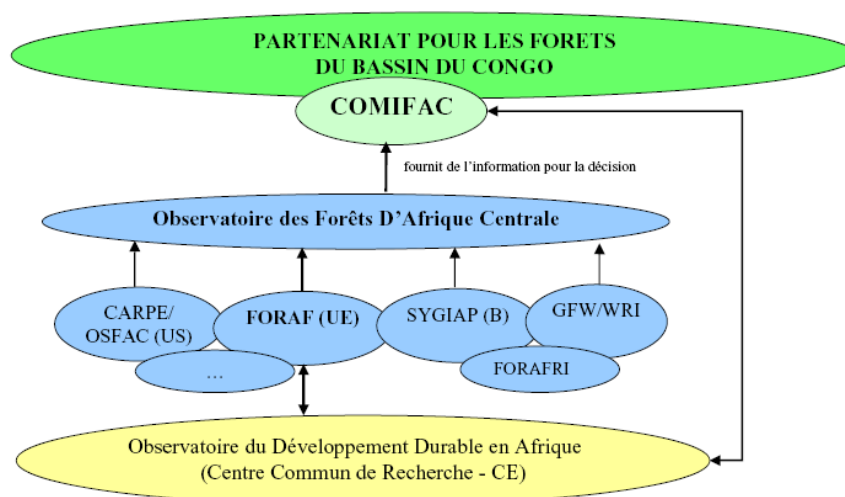 PARTENARIAT POUR LES FORETS
DU BASSIN DU CONGO
COMIFAC
fournit de l'information pour la décision
Observatoire des Forêts D'Afrique Centrale
CARPE/
OSFAC (US)
FORAF (UE)
SYGIAP (B)
GFW/WRI
...
FORAFRI
Observatoire du Développement Durable en Afrique
(Centre Commun de Recherche - CE)